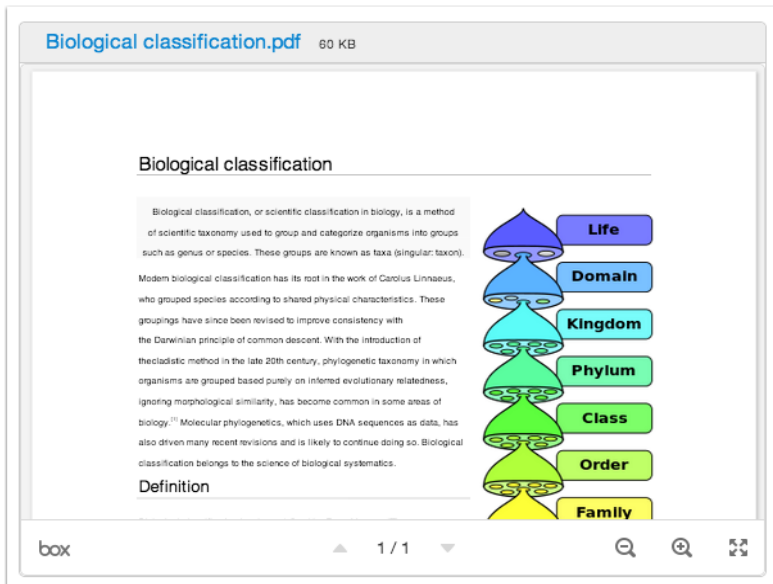 Biological classification.pdf 60 KB
Biological classification
Biological classification, or scientific classification in biology, is a method
of scientific taxonomy used to group and categorize organisms into groups
such as genus or species. These groups are known as taxa (singular: taxon).
Modern biological classification has its root in the work of Carolus Linnaeus,
who grouped species according to shared physical characteristics. These
groupings have since been revised to improve consistency with
the Darwinian principle of common descent. With the introduction of
thecladistic method in the late 20th century, phylogenetic taxonomy in which
organisms are grouped based purely on inferred evolutionary relatedness,
ignoring morphological similarity, has become common in some areas of
biology.[1] Molecular phylogenetics, which uses DNA sequences as data, has
also driven many recent revisions and is likely to continue doing so. Biological
classification belongs to the science of biological systematics.
Definition
Life
Domain
Kingdom
Phylum
Class
Order
Family
box
1 / 1